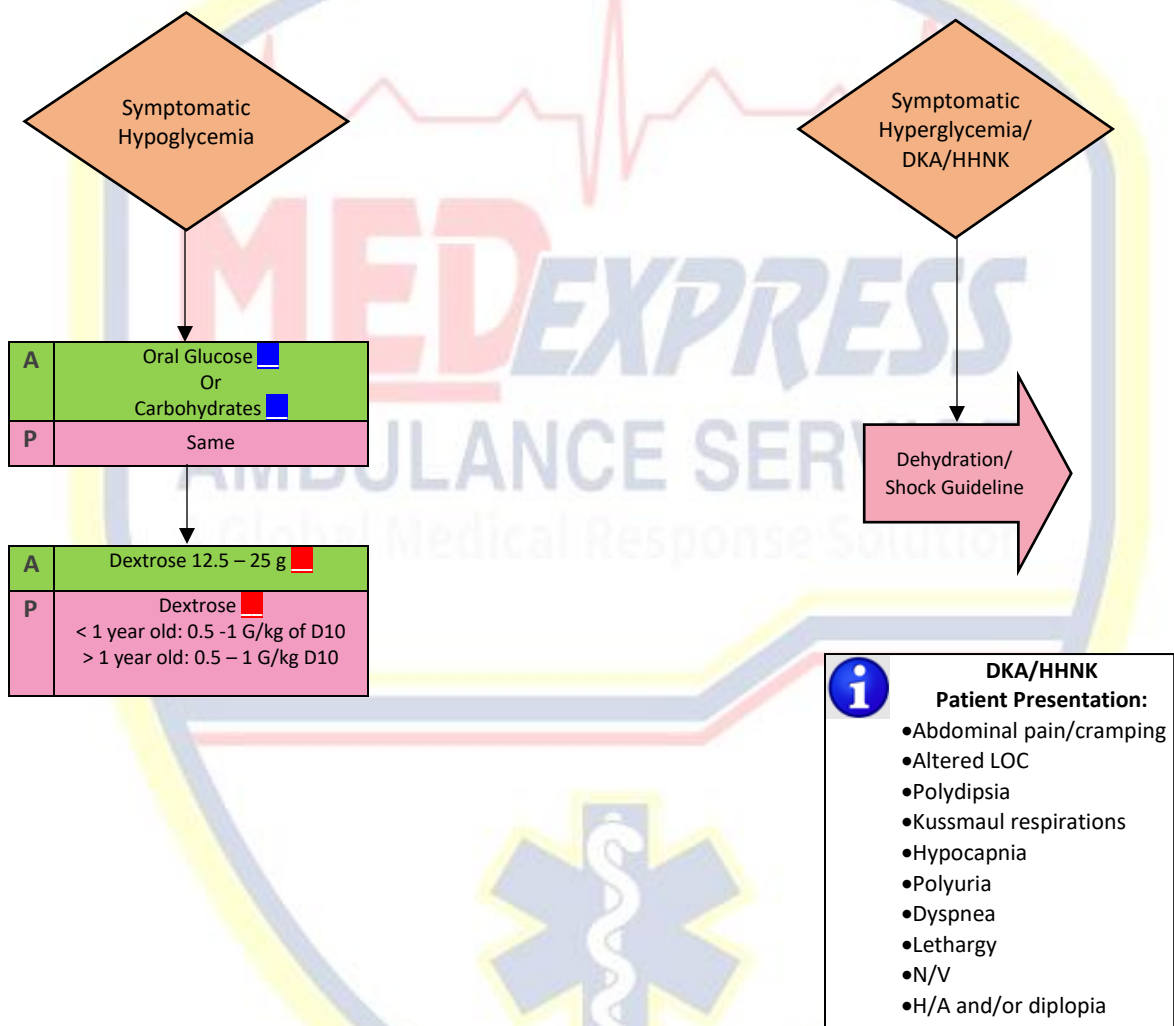 Symptomatic
Hypoglycemia
Symptomatic
Hyperglycemia/
DKA/HHNK
MEDEXPRESS
AMBULANCE SERV
A Global Medical Response Solution
A
Oral Glucose
Or
Carbohydrates
P
Same
Dehydration/
Shock Guideline
A
Dextrose 12.5 – 25 g
P
Dextrose
< 1 year old: 0.5 -1 G/kg of D10
> 1 year old: 0.5 – 1 G/kg D10
i
DKA/HHNK
Patient Presentation:
•Abdominal pain/cramping
•Altered LOC
•Polydipsia
•Kussmaul respirations
•Hypocapnia
•Polyuria
•Dyspnea
•Lethargy
•N/V
•H/A and/or diplopia